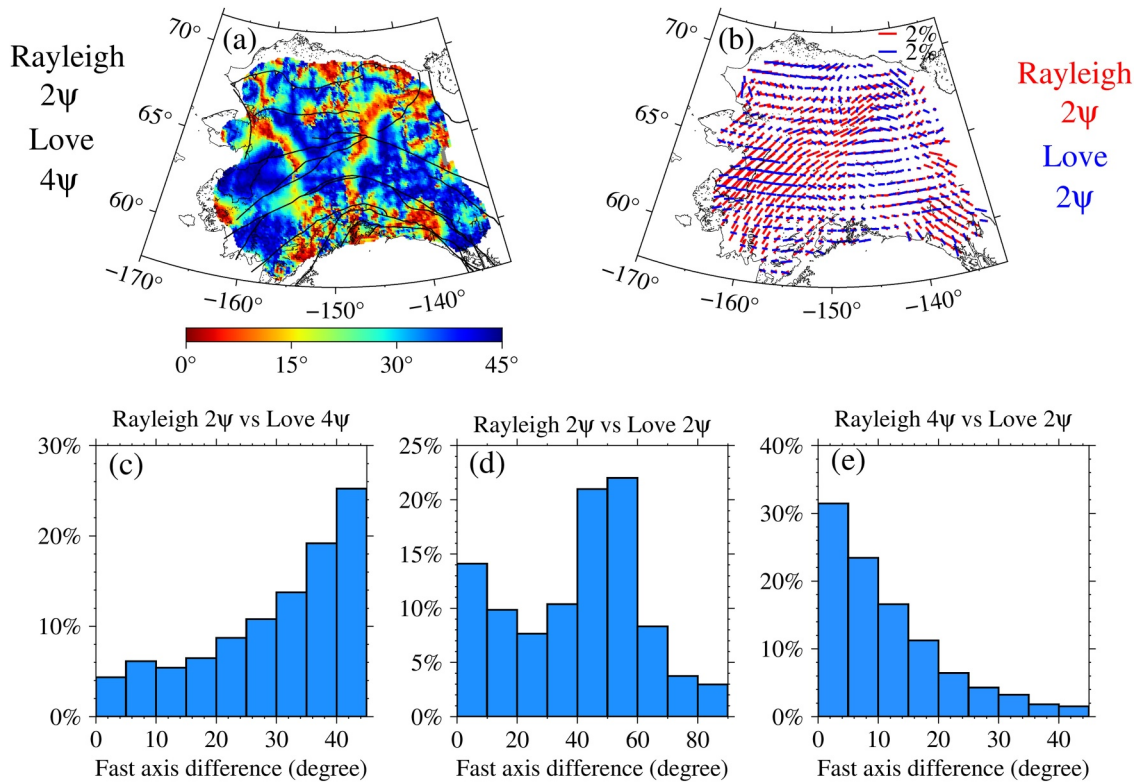 Rayleigh
2ψ
Love
4ψ
(a)
70°
65°
60°
−170°
−160°
−150°
−140°
0°
15°
30°
45°
(b)
2%
2%
70°
65°
60°
−170°
−160°
−150°
−140°
Rayleigh
2ψ
Love
2ψ
Rayleigh 2ψ vs Love 4ψ
(c)
30%
20%
10%
0%
0 10 20 30 40
Fast axis difference (degree)
Rayleigh 2ψ vs Love 2ψ
(d)
25%
20%
15%
10%
5%
0%
0 20 40 60 80
Fast axis difference (degree)
Rayleigh 4ψ vs Love 2ψ
(e)
40%
30%
20%
10%
0%
0 10 20 30 40
Fast axis difference (degree)